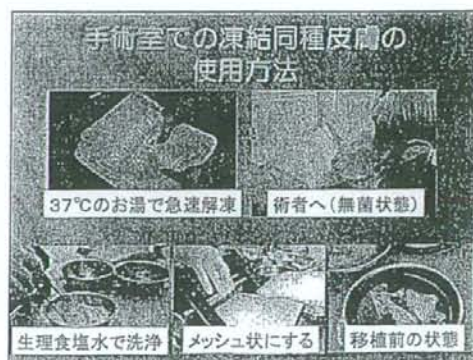 手術室での凍結同種皮膚の
使用方法
37℃のお湯で急速解凍
術者へ(無菌状態)
生理食塩水で洗浄
メッシュ状にする
移植前の状態